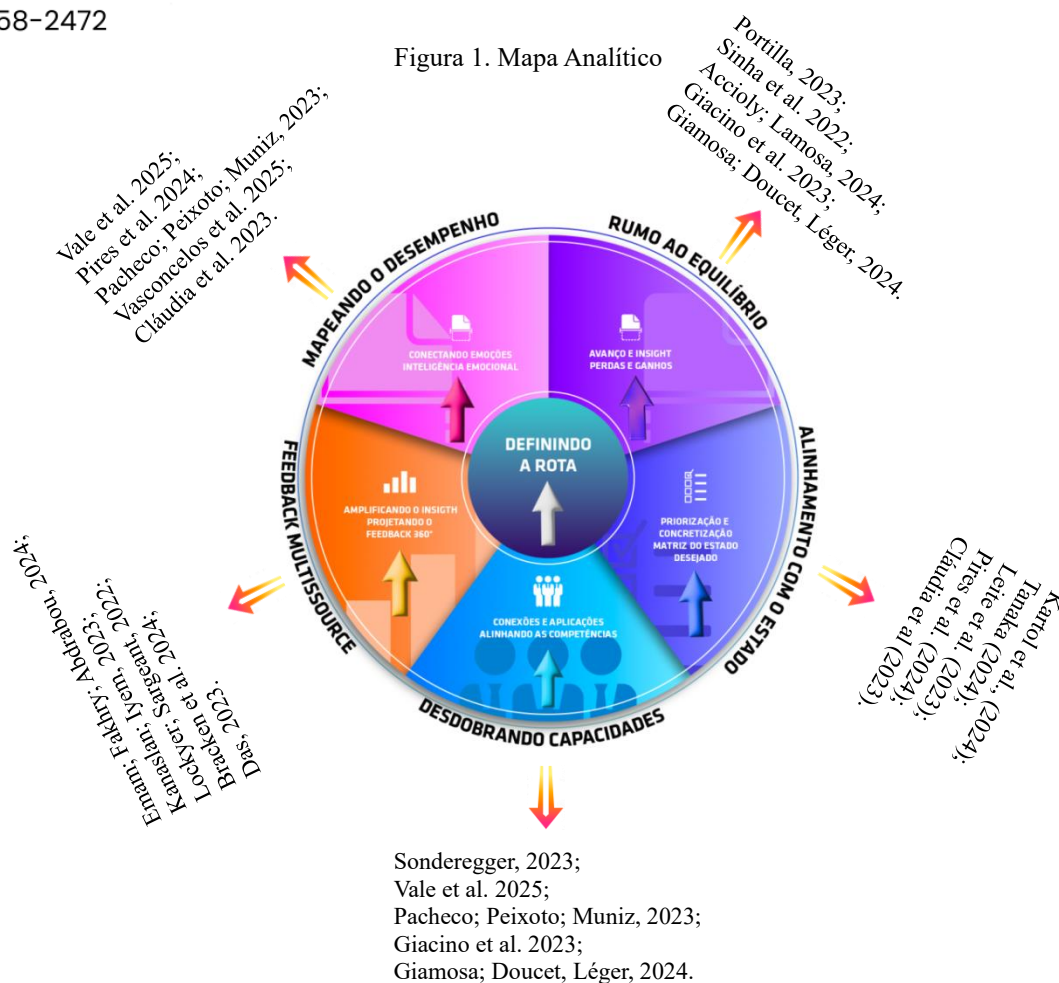 58-2472
Figura 1. Mapa Analítico
Vale et al. 2025;
Pires et al. 2024;
Pacheco; Peixoto; Muniz, 2023;
Vasconcelos et al. 2025;
Cláudia et al. 2023.
Portilla, 2023;
Sinha et al. 2022;
Accioly; Lamosa, 2024;
Giacino et al. 2023;
Giamosa; Doucet, Léger, 2024.
MAPEANDO O DESEMPENHO
RUMO AO EQUILÍBRIO
CONECTANDO EMOÇÕES
INTELIGÊNCIA EMOCIONAL
AVANÇO E INSIGHT
PERDAS E GANHOS
DEFININDO
A ROTA
FEEDBACK MULTISSOURCE
AMPLIFICANDO O INSIGTH
PROJETANDO O
FEEDBACK 360°
PRIORIZAÇÃO E
CONCRETIZAÇÃO
MATRIZ DO ESTADO
DESEJADO
ALINHAMENTO COM O ESTADO
CONEXÕES E APLICAÇÕES
ALINHANDO AS COMPETÊNCIAS
DESDOBRANDO CAPACIDADES
Emam; Fakhry; Abdrabou, 2024;
Kanaslan; Iyem, 2023;
Lockyer; Sargeant, 2022;
Bracken et al. 2024;
Das, 2023.
Kartol et al., (2024);
Tanaka (2024);
Leite et al. (2023);
Pires et al. (2024);
Cláudia et al (2023).
Sonderegger, 2023;
Vale et al. 2025;
Pacheco; Peixoto; Muniz, 2023;
Giacino et al. 2023;
Giamosa; Doucet, Léger, 2024.